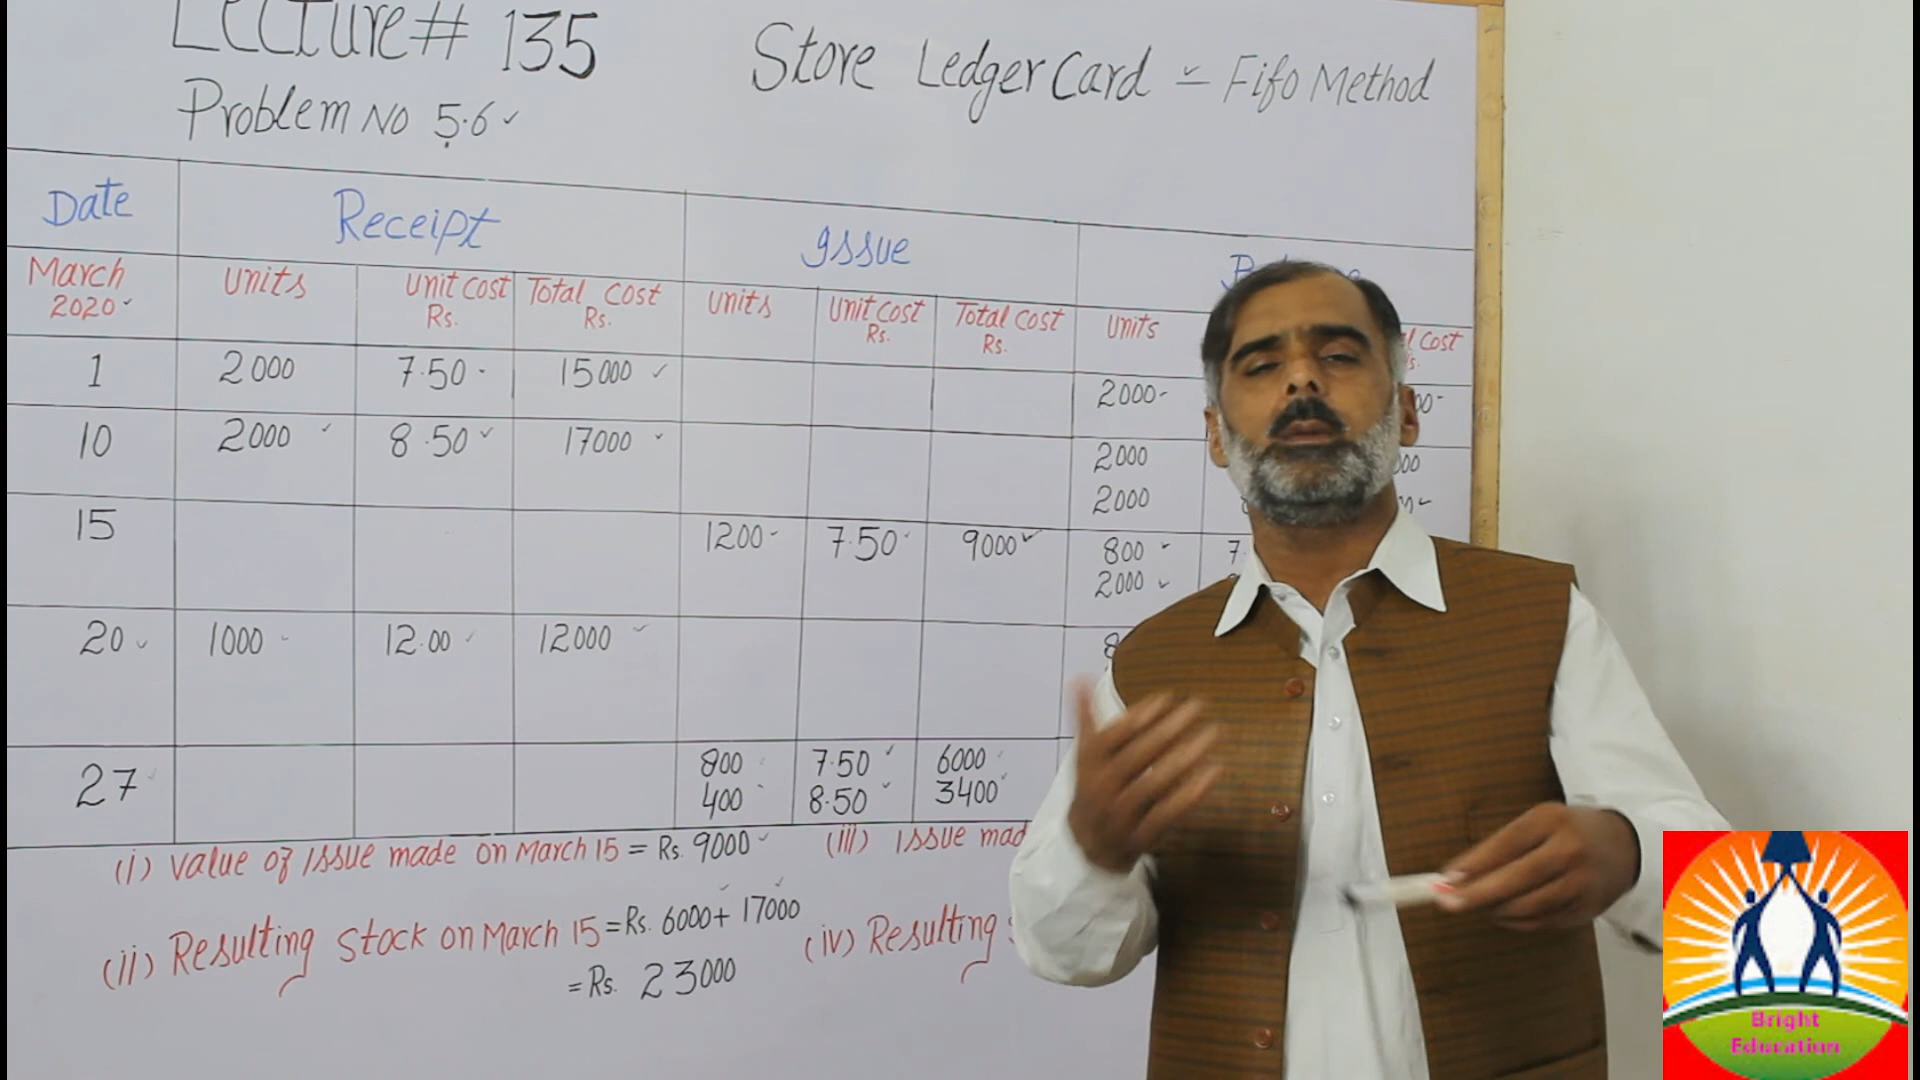 Lecture# 135
Store Ledger Card - Fifo Method
Problem No 5.6
Date Receipt Issue
March 2020 Units Unit Cost Rs. Total Cost Rs. Units Unit Cost Rs. Total Cost Rs. Units Cost
1 2000 7.50 15000 2000
10 2000 8.50 17000 2000
2000
15 1200 7.50 9000 800
2000
20 1000 12.00 12000
27 800 7.50 6000
400 8.50 3400
(i) Value of Issue made on March 15 = Rs. 9000 (iii) Issue
(ii) Resulting Stock on March 15 = Rs. 6000 + 17000 (iv) Resulting
= Rs. 23000
Bright
Education